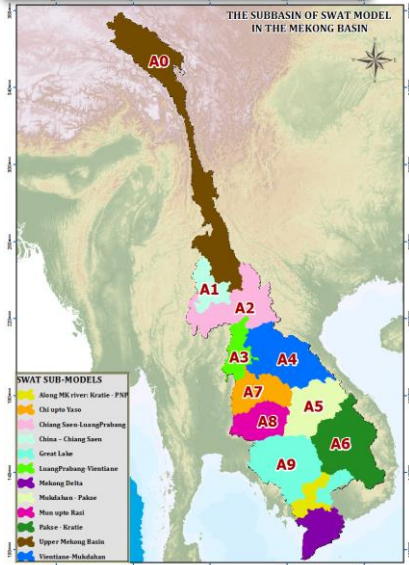 THE SUBBASIN OF SWAT MODEL
IN THE MEKONG BASIN
A0
A1
A2
A3
A4
A7
A5
A8
A6
A9
SWAT SUB-MODELS
Along MK river: Kratie - PNP
Chi upto Yaso
Chiang Saen-LuangPrabang
China - Chiang Saen
Great Lake
LuangPrabang-Vientiane
Mekong Delta
Mukdahan - Pakse
Mun upto Rasi
Pakse - Kratie
Upper Mekong Basin
Vientiane-Mukdahan